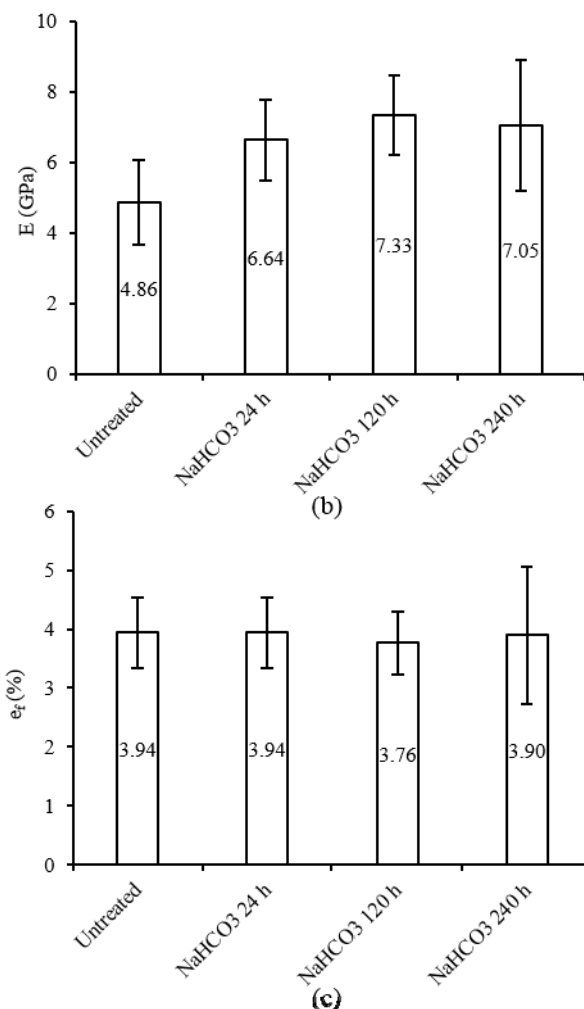 10
8
6
4
2
0
E (GPa)
4.86
6.64
7.33
7.05
Untreated
NaHCO3 24 h
NaHCO3 120 h
NaHCO3 240 h
(b)
6
5
4
3
2
1
0
ef (%)
3.94
3.94
3.76
3.90
Untreated
NaHCO3 24 h
NaHCO3 120 h
NaHCO3 240 h
(c)